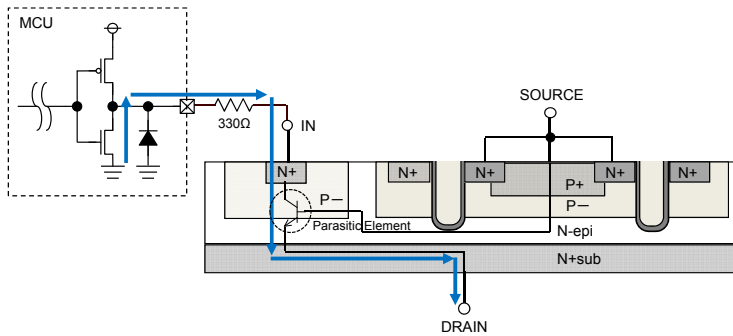 MCU
SOURCE
330Ω
IN
N+
N+
N+
N+
N+
P+
P−
P−
Parasitic Element
N-epi
N+sub
DRAIN